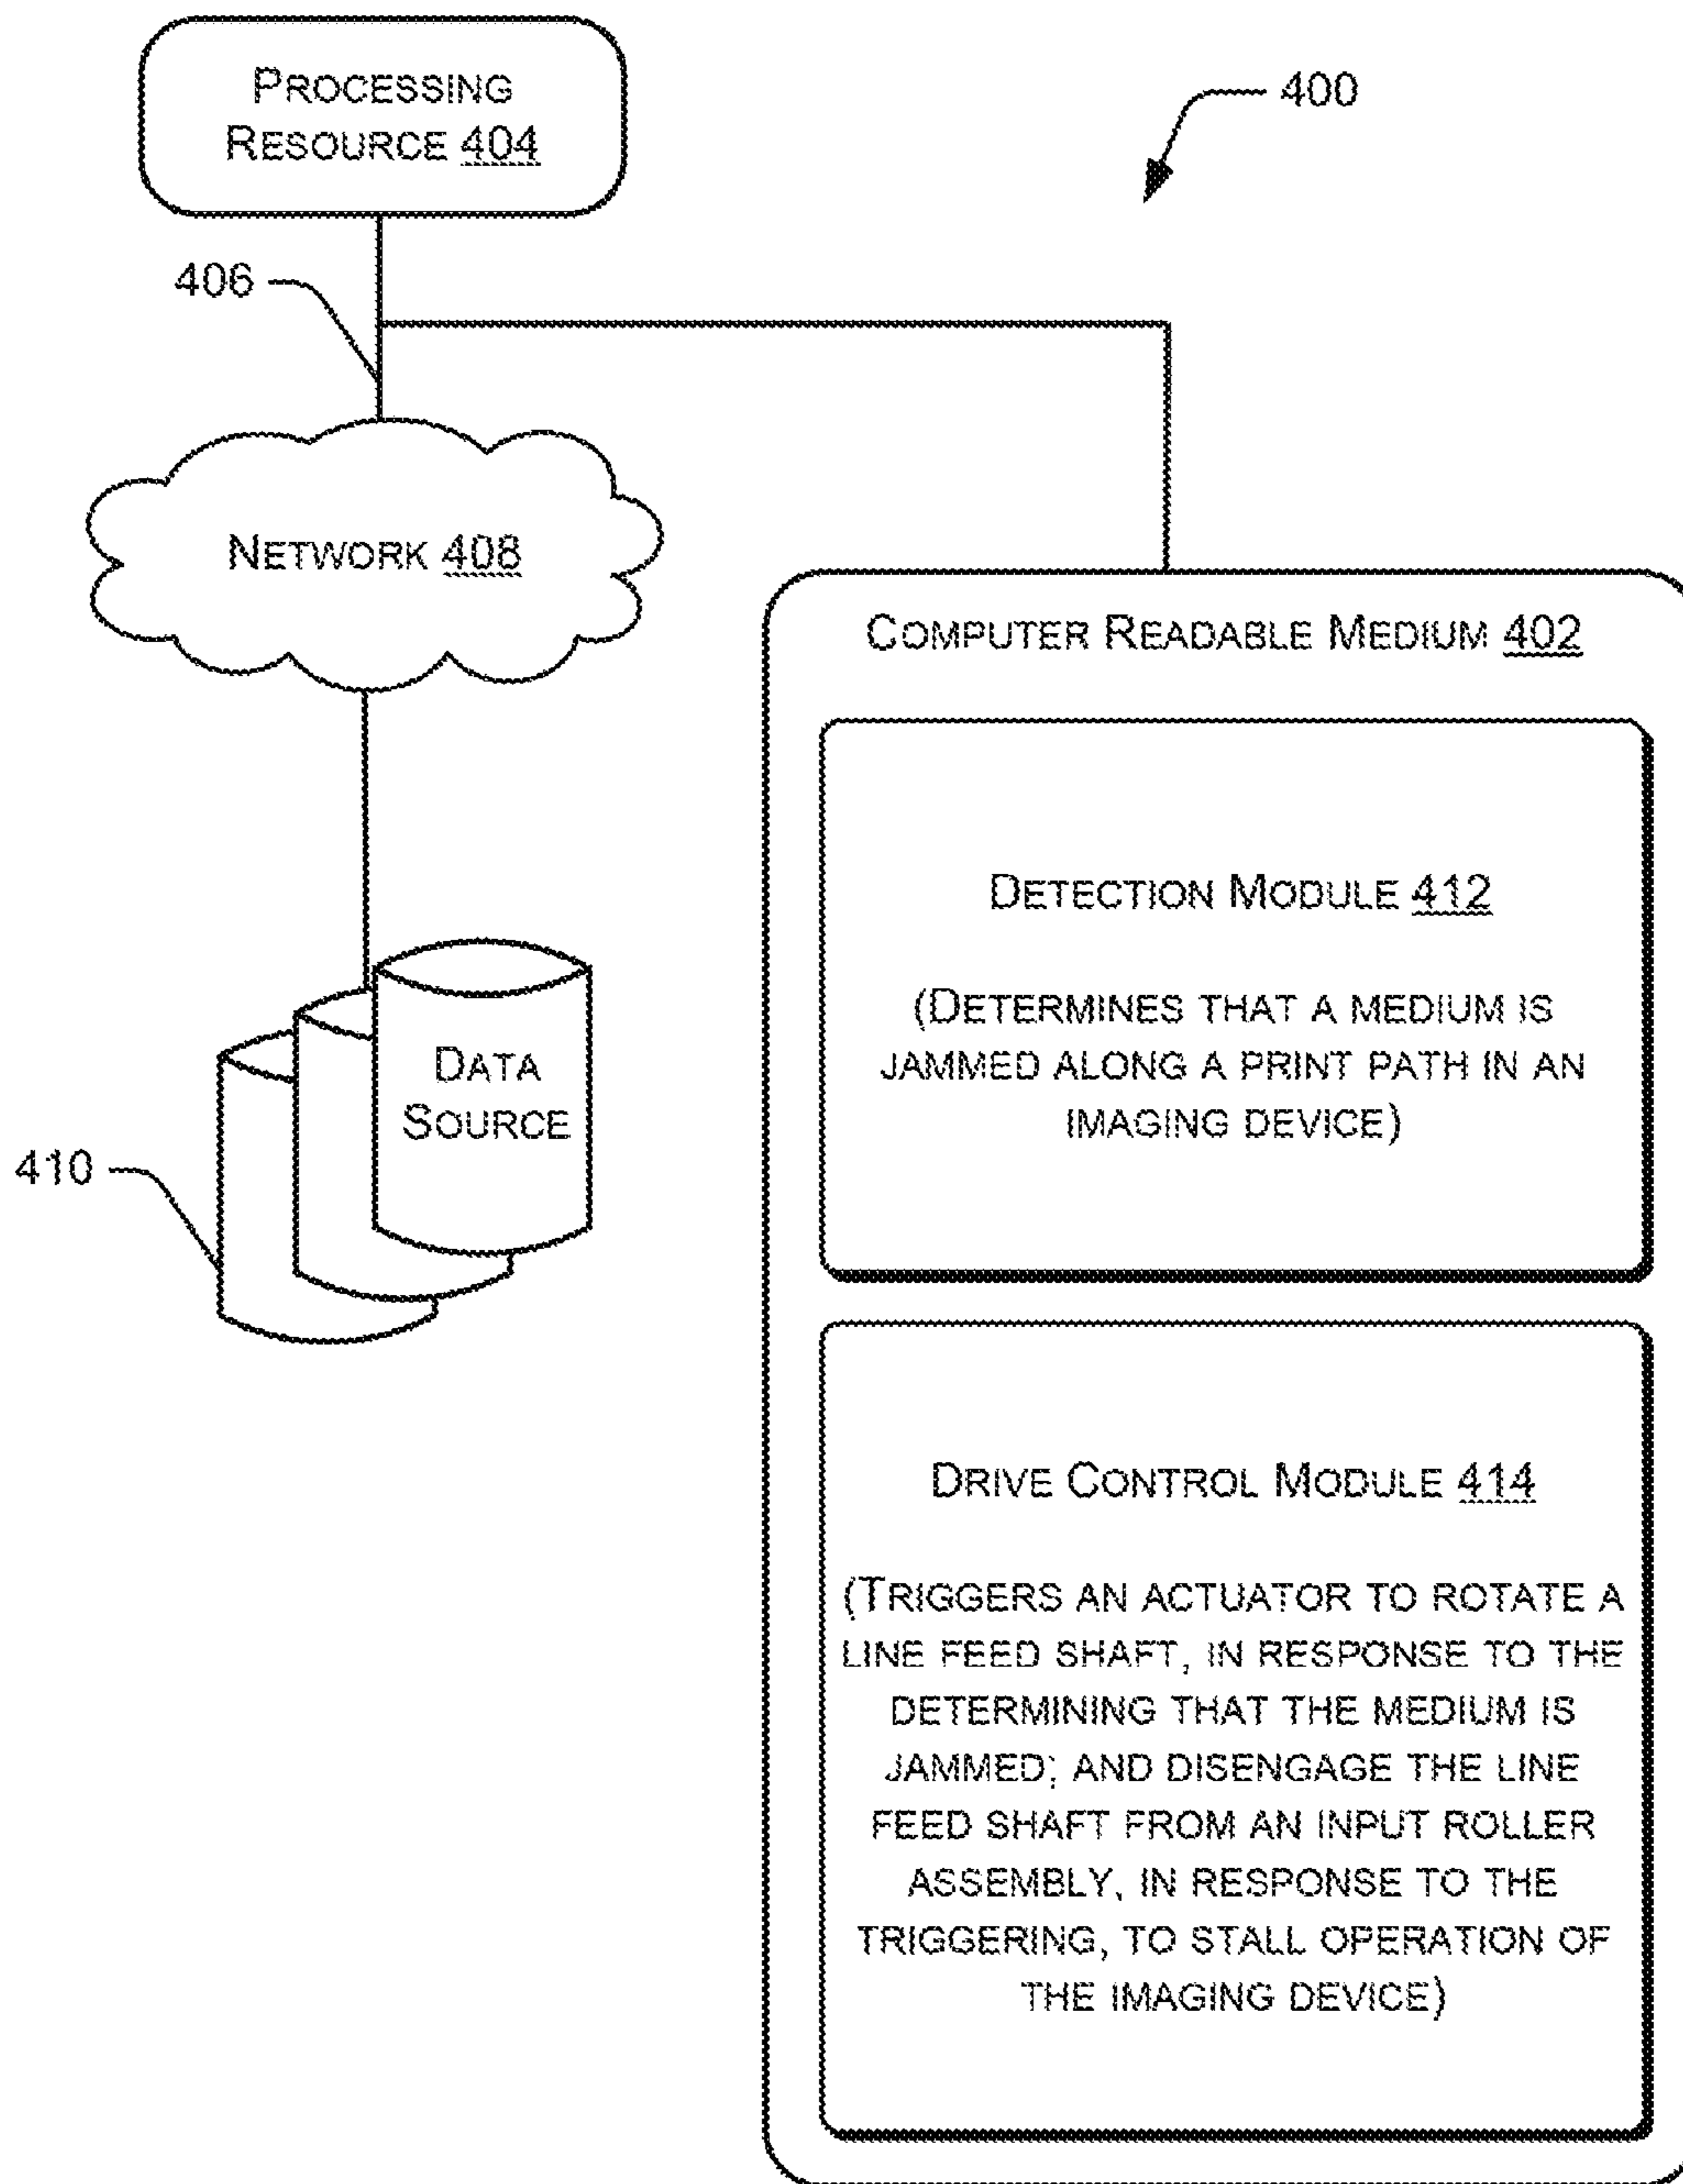 PROCESSING
RESOURCE 404
400
406
NETWORK 408
COMPUTER READABLE MEDIUM 402
DETECTION MODULE 412
(DETERMINES THAT A MEDIUM IS
JAMMED ALONG A PRINT PATH IN AN
IMAGING DEVICE)
DATA
SOURCE
410
DRIVE CONTROL MODULE 414
(TRIGGERS AN ACTUATOR TO ROTATE A
LINE FEED SHAFT, IN RESPONSE TO THE
DETERMINING THAT THE MEDIUM IS
JAMMED; AND DISENGAGE THE LINE
FEED SHAFT FROM AN INPUT ROLLER
ASSEMBLY, IN RESPONSE TO THE
TRIGGERING, TO STALL OPERATION OF
THE IMAGING DEVICE)